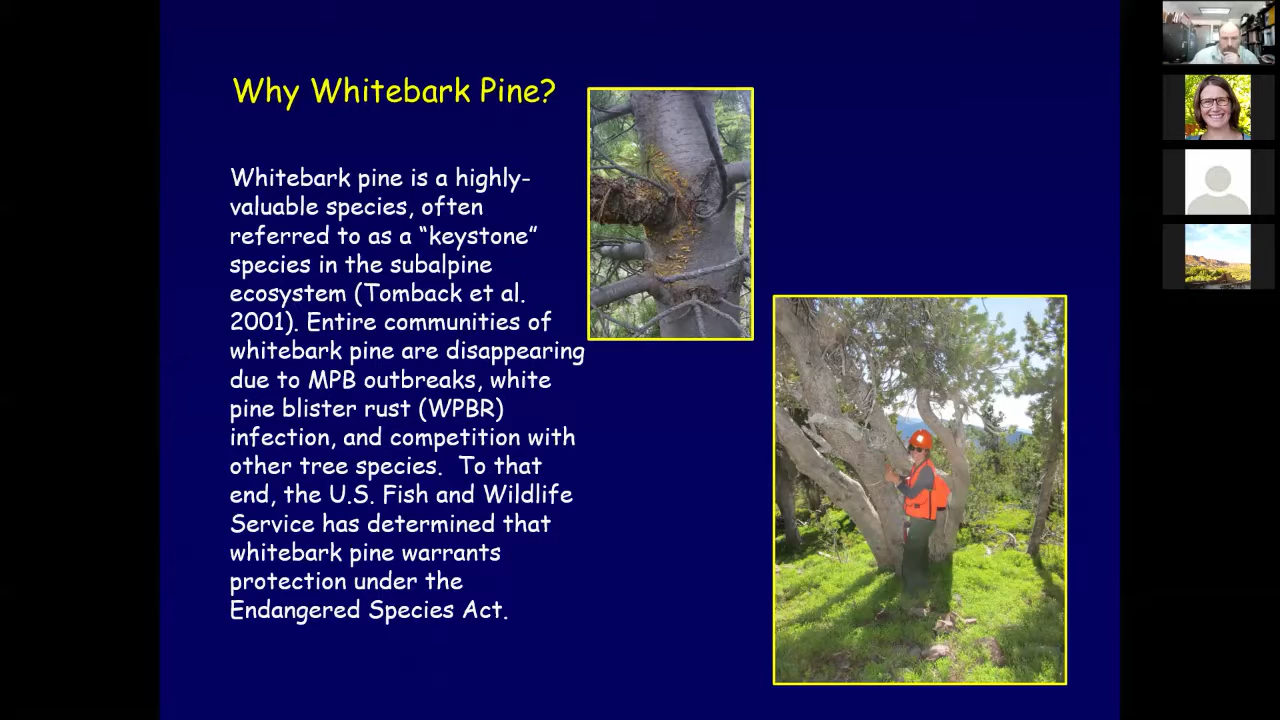 Why Whitebark Pine?
Whitebark pine is a highly-
valuable species, often
referred to as a “keystone”
species in the subalpine
ecosystem (Tomback et al.
2001). Entire communities of
whitebark pine are disappearing
due to MPB outbreaks, white
pine blister rust (WPBR)
infection, and competition with
other tree species.  To that
end, the U.S. Fish and Wildlife
Service has determined that
whitebark pine warrants
protection under the
Endangered Species Act.